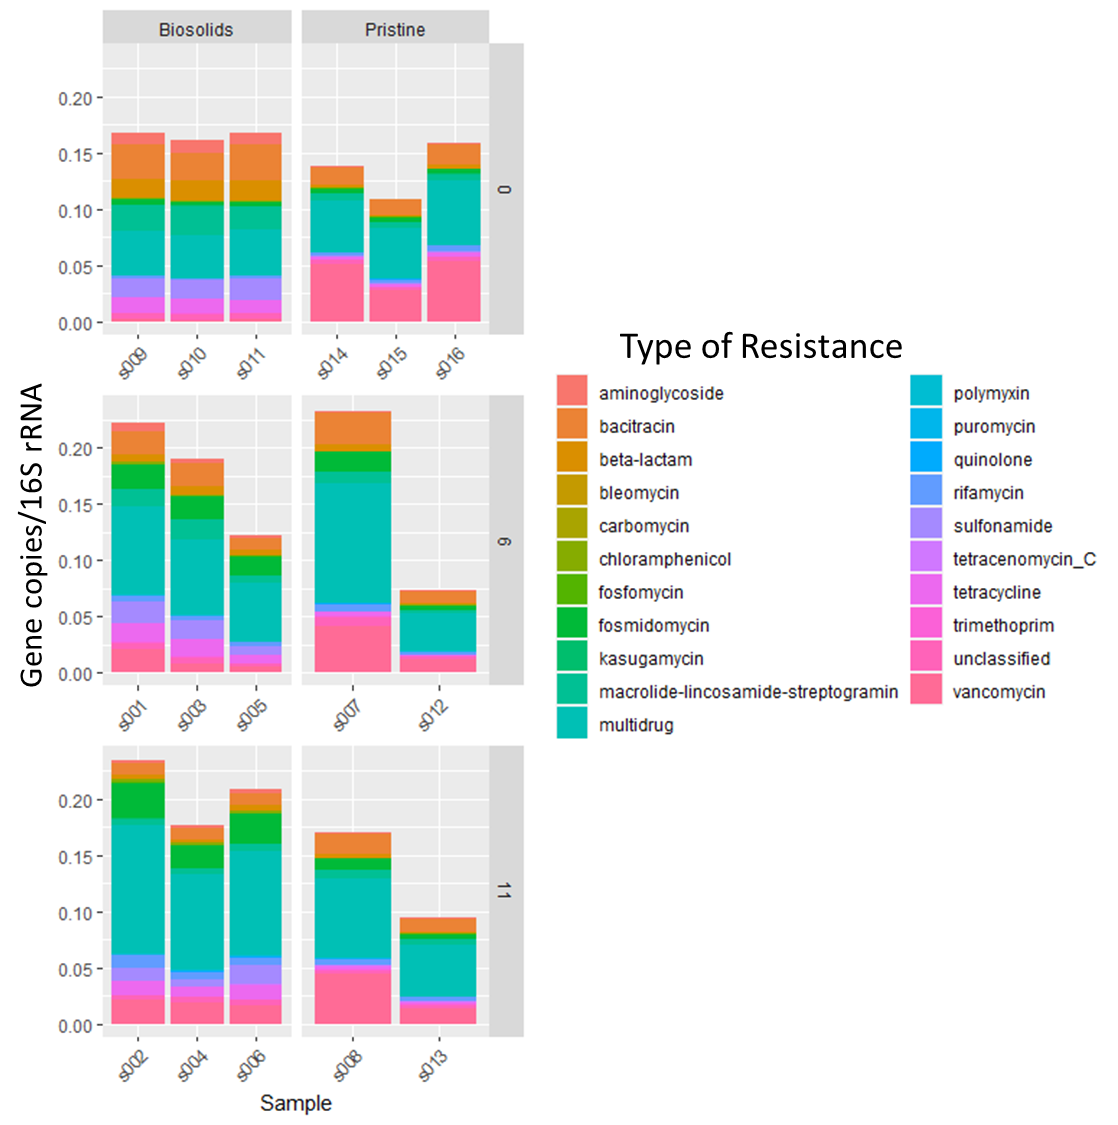 Biosolids
Pristine
0.20
0.15
0.10
0.05
0.00
0
s009
s010
s011
s014
s015
s016
Gene copies/16S rRNA
0.20
0.15
0.10
0.05
0.00
6
s001
s003
s005
s007
s012
0.20
0.15
0.10
0.05
0.00
11
s002
s004
s006
s008
s013
Sample
Type of Resistance
aminoglycoside
bacitracin
beta-lactam
bleomycin
carbomycin
chloramphenicol
fosfomycin
fosmidomycin
kasugamycin
macrolide-lincosamide-streptogramin
multidrug
polymyxin
puromycin
quinolone
rifamycin
sulfonamide
tetracenomycin_C
tetracycline
trimethoprim
unclassified
vancomycin